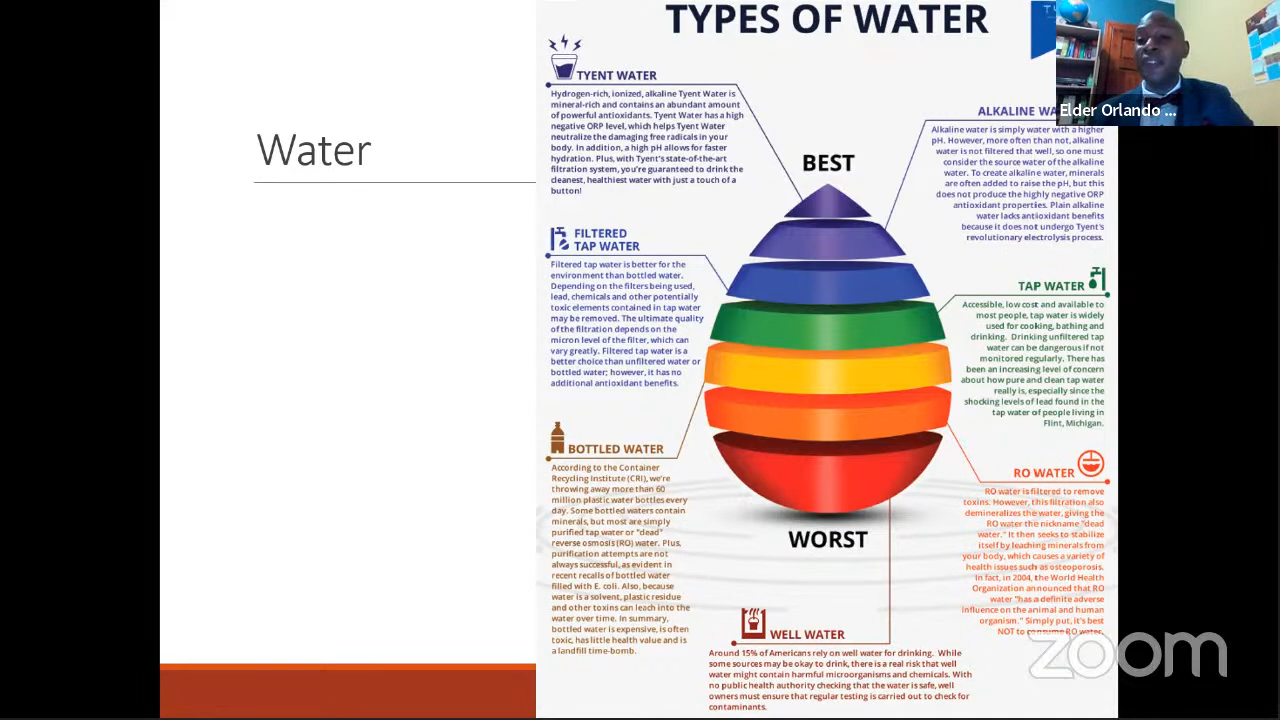 Water
TYPES OF WATER
TYENT WATER
Hydrogen-rich, ionized, alkaline Tyent Water is
mineral-rich and contains an abundant amount
of powerful antioxidants. Tyent Water has a high
negative ORP level, which helps Tyent Water
neutralize the damaging free radicals in your
body. In addition, a high pH allows for faster
hydration. Plus, with Tyent's state-of-the-art
filtration system, you're guaranteed to drink the
cleanest, healthiest water with just a touch of a
button!
Elder Orlando ...
ALKALINE
Alkaline water is simply water with a higher
pH. However, more often than not, alkaline
water is not filtered that well, so one must
consider the source water of the alkaline
water. To create alkaline water, minerals
are often added to raise the pH, but this
does not produce the highly negative ORP
antioxidant properties. Plain alkaline
water lacks antioxidant benefits
because it does not undergo Tyent's
revolutionary electrolysis process.
BEST
FILTERED
TAP WATER
Filtered tap water is better for the
environment than bottled water.
Depending on the filters being used,
lead, chemicals and other potentially
toxic elements contained in tap water
may be removed. The ultimate quality
of the filtration depends on the
micron level of the filter, which can
vary greatly. Filtered tap water is a
better choice than unfiltered water or
bottled water; however, it has no
additional antioxidant benefits.
TAP WATER
Accessible, low cost and available to
most people, tap water is widely
used for cooking, bathing and
drinking. Drinking unfiltered tap
water can be dangerous if not
monitored regularly. There has
been an increasing level of concern
about how pure and clean tap water
really is, especially since the
shocking levels of lead found in the
tap water of people living in
Flint, Michigan.
BOTTLED WATER
According to the Container
Recycling Institute (CRI), we're
throwing away more than 60
million plastic water bottles every
day. Some bottled waters contain
minerals, but most are simply
purified tap water or "dead"
reverse osmosis (RO) water. Plus,
purification attempts are not
always successful, as evident in
recent recalls of bottled water
filled with E. coli. Also, because
water is a solvent, plastic residue
and other toxins can leach into the
water over time. In summary,
bottled water is expensive, is often
toxic, has little health value and is
a landfill time-bomb.
RO WATER
RO water is filtered to remove
toxins. However, this filtration also
demineralizes the water, giving the
RO water the nickname "dead
water." It then seeks to stabilize
itself by leaching minerals from
your body, which causes a variety of
health issues such as osteoporosis.
In fact, in 2004, the World Health
Organization announced that RO
water "has a definite adverse
influence on the animal and human
organism." Simply put, it's best
NOT to consume RO water.
WORST
WELL WATER
Around 15% of Americans rely on well water for drinking. While
some sources may be okay to drink, there is a real risk that well
water might contain harmful microorganisms and chemicals. With
no public health authority checking that the water is safe, well
owners must ensure that regular testing is carried out to check for
contaminants.
zoom